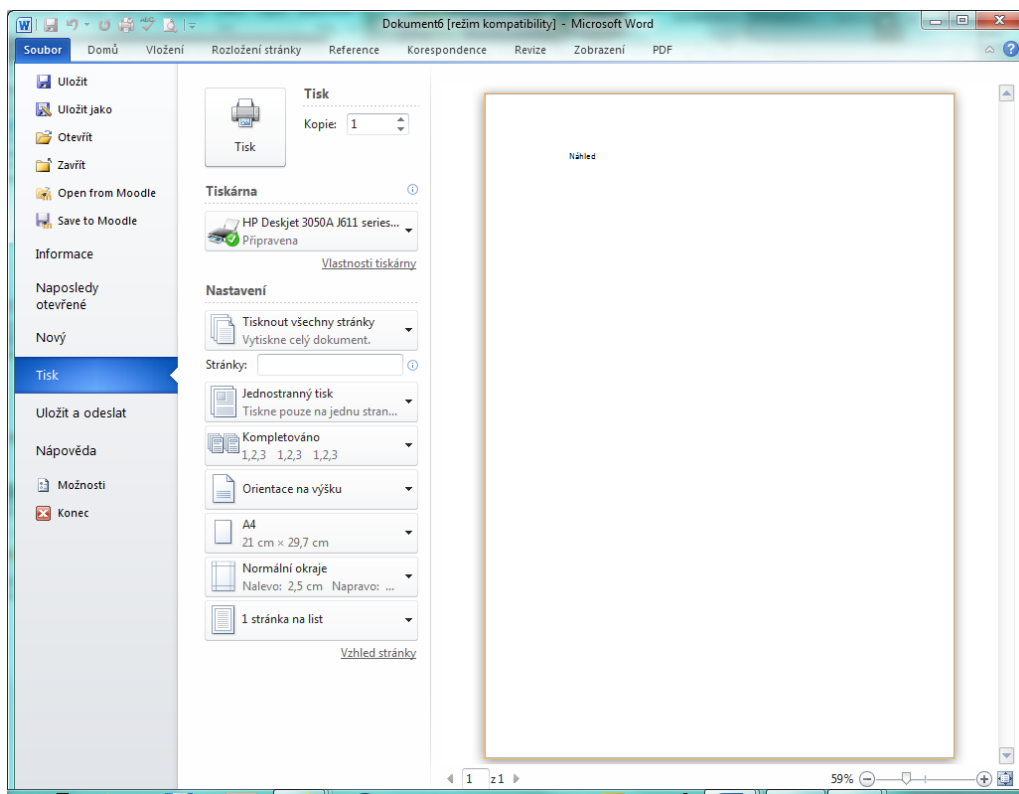 Dokument6 [režim kompatibility] - Microsoft Word
Soubor Domů Vložení Rozložení stránky Reference Korespondence Revize Zobrazení PDF
Uložit
Uložit jako
Otevřít
Zavřít
Open from Moodle
Save to Moodle
Informace
Naposledy
otevřené
Nový
Tisk
Uložit a odeslat
Nápověda
Možnosti
Konec
Tisk
Tisk
Kopie: 1
Tiskárna
HP Deskjet 3050A J611 series...
Připravena
Vlastnosti tiskárny
Nastavení
Tisknout všechny stránky
Vytiskne celý dokument.
Stránky:
Jednostranný tisk
Tiskne pouze na jednu stran...
Kompletováno
1,2,3 1,2,3 1,2,3
Orientace na výšku
A4
21 cm × 29,7 cm
Normální okraje
Nalevo: 2,5 cm Napravo: ...
1 stránka na list
Vzhled stránky
Náhled
1 z 1
59%